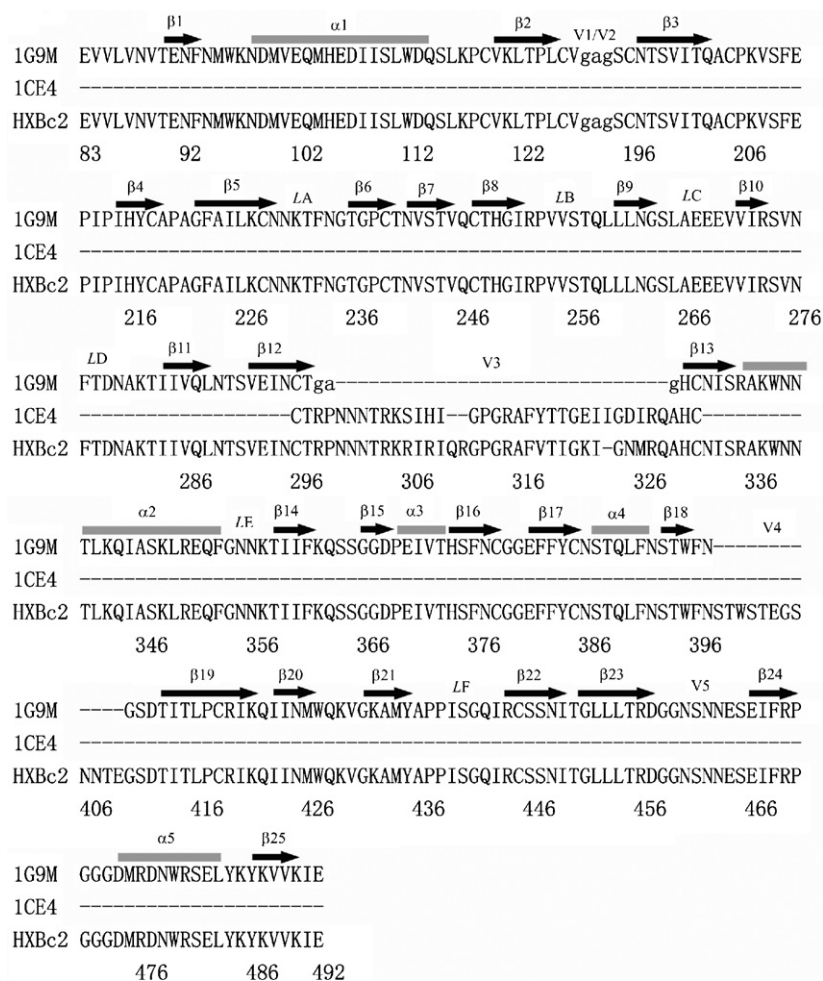 β1 α1 β2 V1/V2 β3
1G9M EVVLVNVTENFNMWKNDMVEQMHEDIISLWDQSLKPCVKLTPLCVgagSCNTSVITQACPKVSFE
1CE4 -----------------------------------------------------------------
HXBc2 EVVLVNVTENFNMWKNDMVEQMHEDIISLWDQSLKPCVKLTPLCVgagSCNTSVITQACPKVSFE
83 92 102 112 122 196 206
β4 β5 LA β6 β7 β8 LB β9 LC β10
1G9M PIPIHYCAPAGFAILKCNNKTFNGTGPCTNVSTVQCTHGIRPVVSTQLLLNGSLAEEEVVIRSVN
1CE4 -----------------------------------------------------------------
HXBc2 PIPIHYCAPAGFAILKCNNKTFNGTGPCTNVSTVQCTHGIRPVVSTQLLLNGSLAEEEVVIRSVN
216 226 236 246 256 266 276
LD β11 β12 V3 β13
1G9M FTDNAKTIIVQLNTSVEINCTga------------------------------gHCNISRAKWNN
1CE4 -------------------CTRPNNNTRKSIHI--GPGRAFYTTGEIIGDIRQAHC---------
HXBc2 FTDNAKTIIVQLNTSVEINCTRPNNNTRKRIRIQRGPGRAFVTIGKI-GNMRQAHCNISRAKWNN
286 296 306 316 326 336
α2 LE β14 β15 α3 β16 β17 α4 β18 V4
1G9M TLKQIASKLREQFGNNKTIIFKQSSGGDPEIVTHSFNCGGEFFYCNSTQLFNSTWFN--------
1CE4 -----------------------------------------------------------------
HXBc2 TLKQIASKLREQFGNNKTIIFKQSSGGDPEIVTHSFNCGGEFFYCNSTQLFNSTWFNSTWSTEGS
346 356 366 376 386 396
β19 β20 β21 LF β22 β23 V5 β24
1G9M ----GSDTITLPCRIKQIINMWQKVGKAMYAPPISGQIRCSSNITGLLLTRDGGNSNNESEIFRP
1CE4 -----------------------------------------------------------------
HXBc2 NNTEGSDTITLPCRIKQIINMWQKVGKAMYAPPISGQIRCSSNITGLLLTRDGGNSNNESEIFRP
406 416 426 436 446 456 466
α5 β25
1G9M GGGDMRDNWRSELYKYKVVKIE
1CE4 ----------------------
HXBc2 GGGDMRDNWRSELYKYKVVKIE
476 486 492